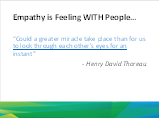 Empathy is Feeling WITH People…
"Could a greater miracle take place than for us
to look through each other's eyes for an
instant"
- Henry David Thoreau